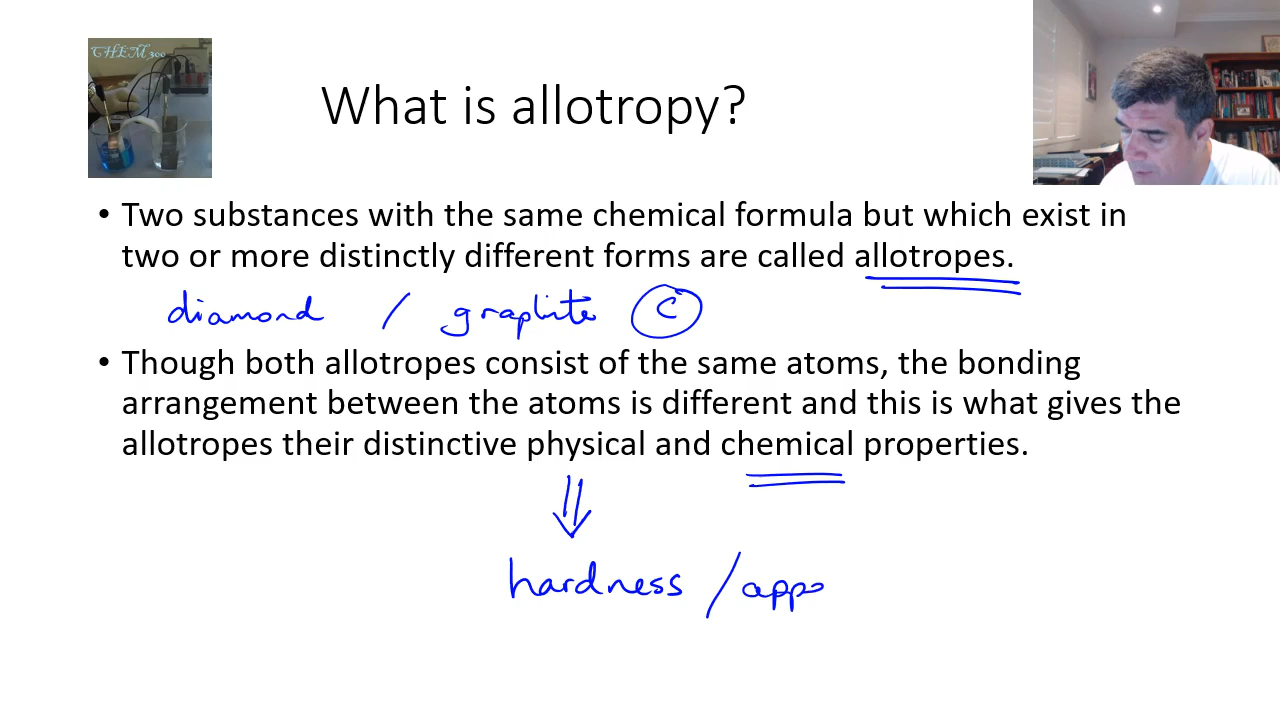 CHEM 300
What is allotropy?
• Two substances with the same chemical formula but which exist in
two or more distinctly different forms are called allotropes.
diamond / graphite C
• Though both allotropes consist of the same atoms, the bonding
arrangement between the atoms is different and this is what gives the
allotropes their distinctive physical and chemical properties.
hardness / appe